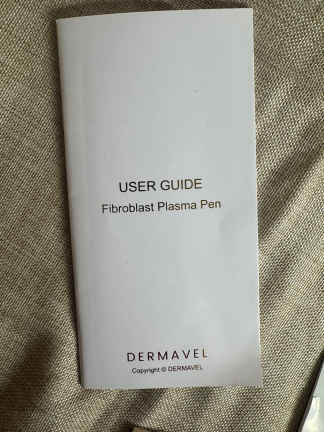 USER GUIDE
Fibroblast Plasma Pen
DERMAVEL
Copyright © DERMAVEL